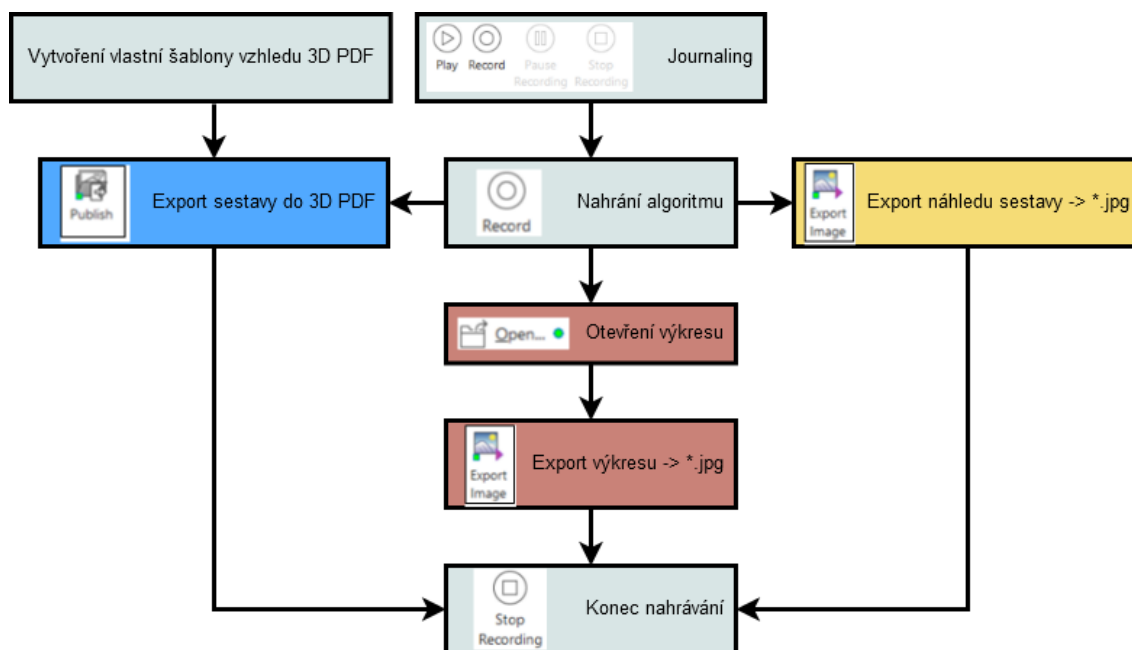 Vytvoření vlastní šablony vzhledu 3D PDF
Play Record Pause Recording Stop Recording
Journaling
Publish
Export sestavy do 3D PDF
Record
Nahrání algoritmu
Export Image
Export náhledu sestavy -> *.jpg
Open...
Otevření výkresu
Export Image
Export výkresu -> *.jpg
Stop Recording
Konec nahrávání